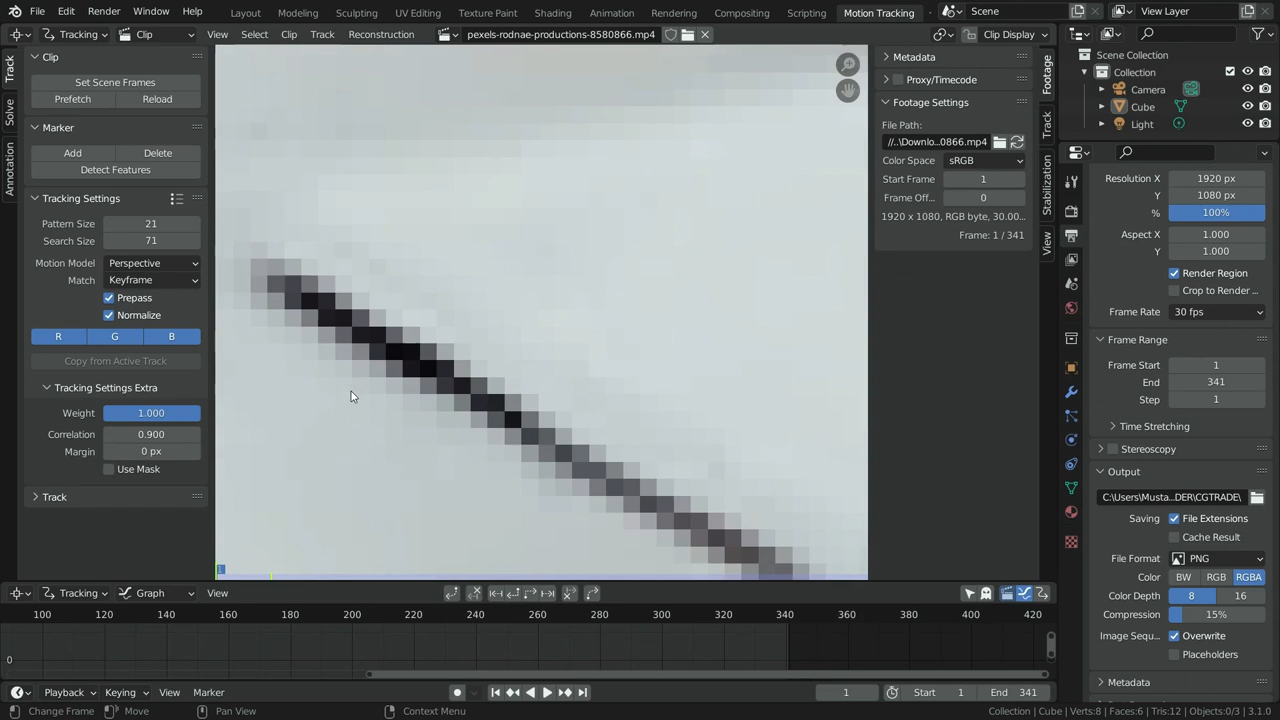 File Edit Render Window Help Layout Modeling Sculpting UV Editing Texture Paint Shading Animation Rendering Compositing Scripting Motion Tracking Scene View Layer
Tracking Clip View Select Clip Track Reconstruction pexels-rodnae-productions-8580866.mp4 Clip Display
Track
Solve
Annotation
Clip
Set Scene Frames
Prefetch Reload
Marker
Add Delete
Detect Features
Tracking Settings
Pattern Size 21
Search Size 71
Motion Model Perspective
Match Keyframe
Prepass
Normalize
R G B
Copy from Active Track
Tracking Settings Extra
Weight 1.000
Correlation 0.900
Margin 0 px
Use Mask
Track
1
Metadata
Proxy/Timecode
Footage Settings
File Path:
//..\Downlo...0866.mp4
Color Space sRGB
Start Frame 1
Frame Off... 0
1920 x 1080, RGB byte, 30.00...
Frame: 1 / 341
Footage
Track
Stabilization
View
Scene Collection
Collection
Camera
Cube
Light
Resolution X 1920 px
Y 1080 px
% 100%
Aspect X 1.000
Y 1.000
Render Region
Crop to Render ...
Frame Rate 30 fps
Frame Range
Frame Start 1
End 341
Step 1
Time Stretching
Stereoscopy
Output
C:\Users\Musta...DER\CGTRADE\
Saving File Extensions
Cache Result
File Format PNG
Color BW RGB RGBA
Color Depth 8 16
Compression 15%
Image Sequ... Overwrite
Placeholders
Metadata
Tracking Graph View
100 120 140 160 180 200 220 240 260 280 300 320 340 360 380 400 420
0
Playback Keying View Marker 1 Start 1 End 341
Change Frame Move Pan View Context Menu Collection | Cube | Verts:8 | Faces:6 | Tris:12 | Objects:0/3 | 3.1.0